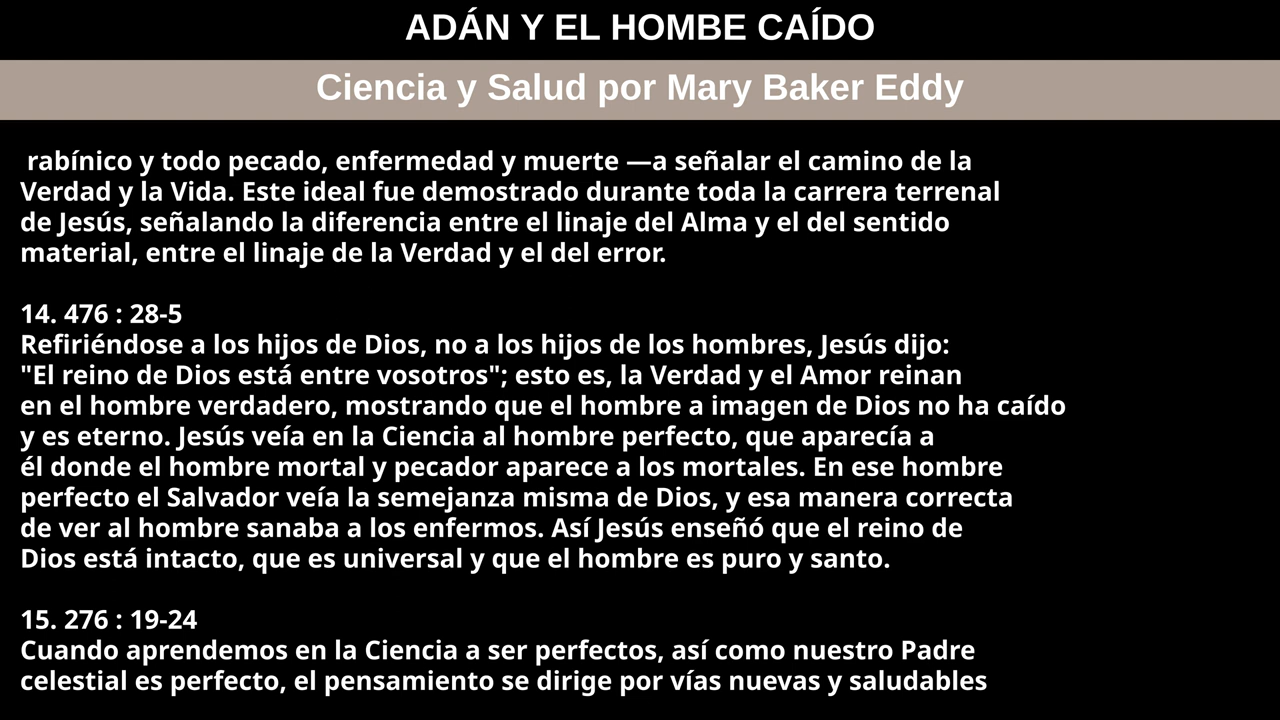 ADÁN Y EL HOMBE CAÍDO
Ciencia y Salud por Mary Baker Eddy
rabínico y todo pecado, enfermedad y muerte —a señalar el camino de la
Verdad y la Vida. Este ideal fue demostrado durante toda la carrera terrenal
de Jesús, señalando la diferencia entre el linaje del Alma y el del sentido
material, entre el linaje de la Verdad y el del error.
14. 476 : 28-5
Refiriéndose a los hijos de Dios, no a los hijos de los hombres, Jesús dijo:
"El reino de Dios está entre vosotros"; esto es, la Verdad y el Amor reinan
en el hombre verdadero, mostrando que el hombre a imagen de Dios no ha caído
y es eterno. Jesús veía en la Ciencia al hombre perfecto, que aparecía a
él donde el hombre mortal y pecador aparece a los mortales. En ese hombre
perfecto el Salvador veía la semejanza misma de Dios, y esa manera correcta
de ver al hombre sanaba a los enfermos. Así Jesús enseñó que el reino de
Dios está intacto, que es universal y que el hombre es puro y santo.
15. 276 : 19-24
Cuando aprendemos en la Ciencia a ser perfectos, así como nuestro Padre
celestial es perfecto, el pensamiento se dirige por vías nuevas y saludables